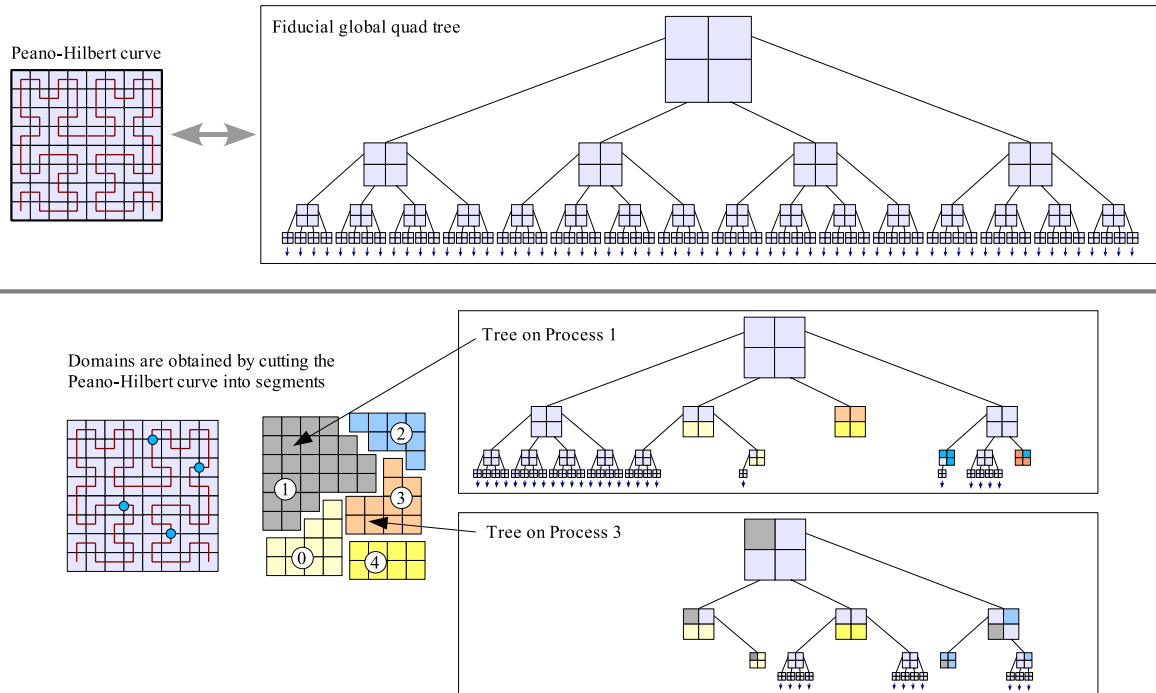 Fiducial global quad tree
Peano-Hilbert curve
Tree on Process 1
Domains are obtained by cutting the
Peano-Hilbert curve into segments
2
1
3
0
4
Tree on Process 3